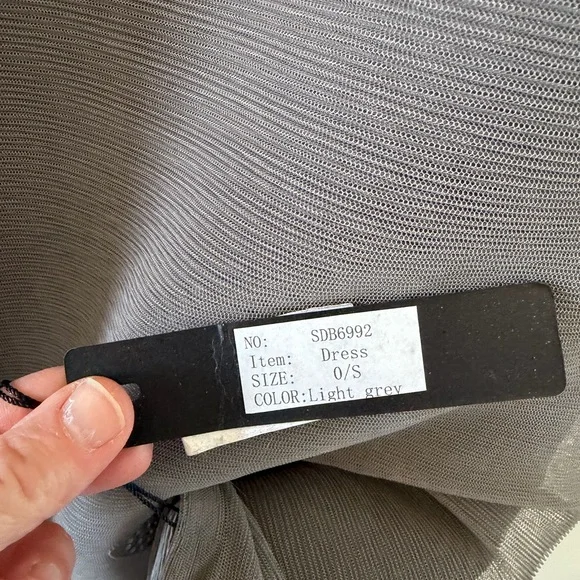 NO: SDB6992
Item: Dress
SIZE: O/S
COLOR:Light grey